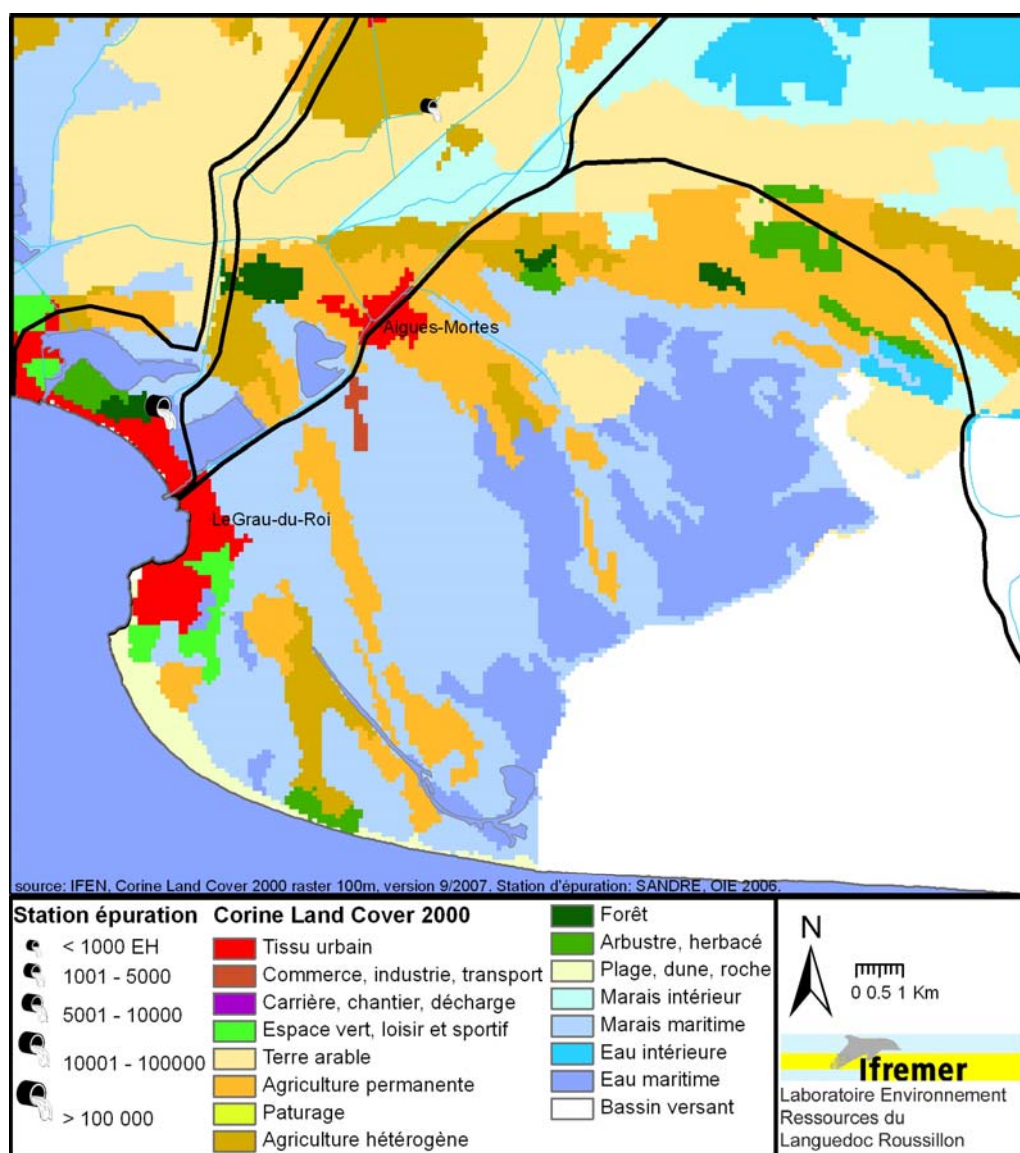 Aigues-Mortes
LeGrau-du-Roi
source: IFEN, Corine Land Cover 2000 raster 100m, version 9/2007. Station d'épuration: SANDRE, OIE 2006.
Station épuration
< 1000 EH
1001 - 5000
5001 - 10000
10001 - 100000
> 100 000
Corine Land Cover 2000
Tissu urbain
Commerce, industrie, transport
Carrière, chantier, décharge
Espace vert, loisir et sportif
Terre arable
Agriculture permanente
Paturage
Agriculture hétérogène
Forêt
Arbustre, herbacé
Plage, dune, roche
Marais intérieur
Marais maritime
Eau intérieure
Eau maritime
Bassin versant
N
0 0.5 1 Km
Ifremer
Laboratoire Environnement
Ressources du
Languedoc Roussillon